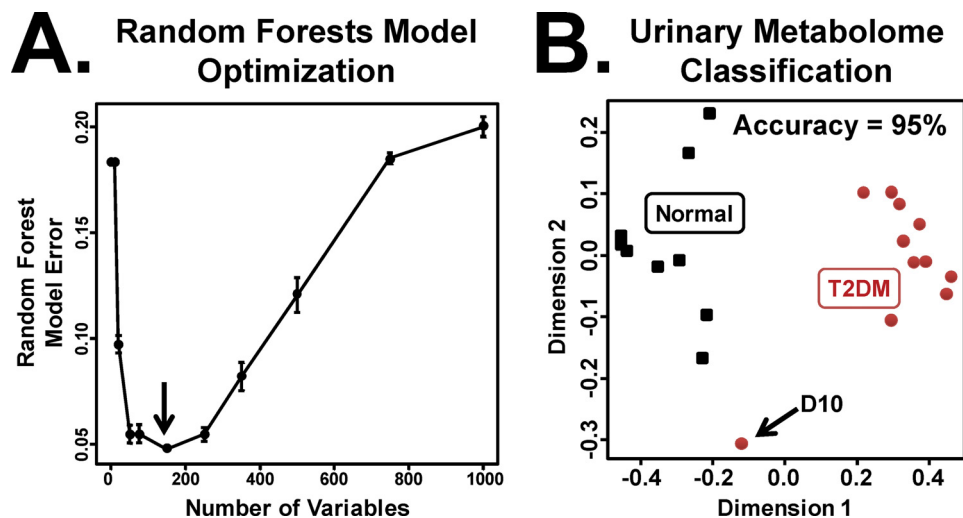 A. Random Forests Model
Optimization
0.20
0.15
0.10
0.05
Random Forest
Model Error
0 200 400 600 800 1000
Number of Variables
B. Urinary Metabolome
Classification
Accuracy = 95%
Normal
T2DM
D10
0.2
0.1
0.0
-0.1
-0.2
-0.3
Dimension 2
-0.4 -0.2 0.0 0.2 0.4
Dimension 1